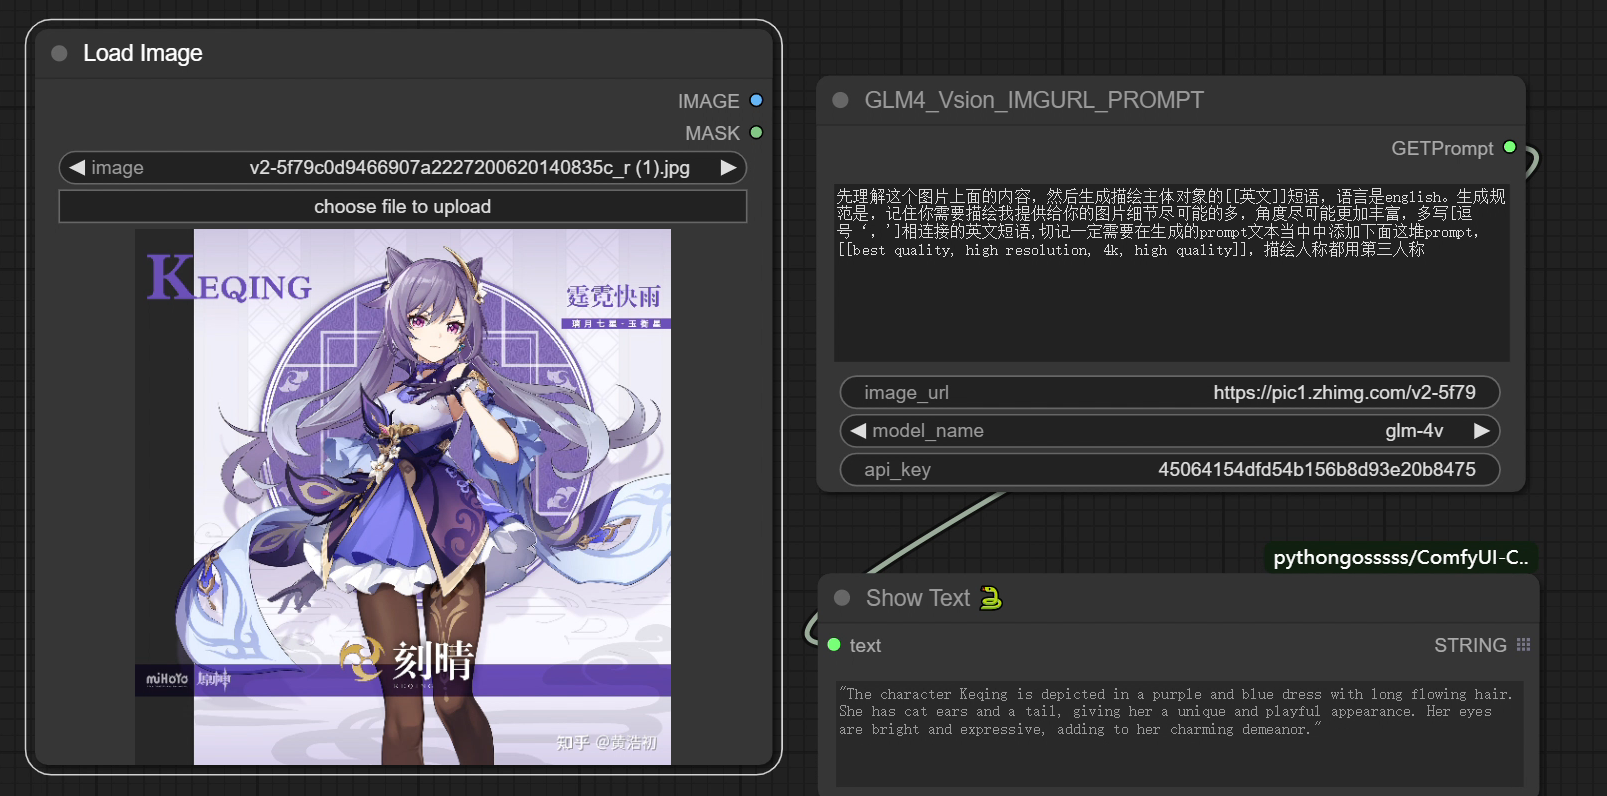 Load Image
IMAGE
MASK
image v2-5f79c0d9466907a2227200620140835c_r (1).jpg
choose file to upload
KEQING
霆霓快雨
璃月七星·玉衡星
刻晴
KEQING
miHoYo 原神
知乎 @黄浩初
GLM4_Vsion_IMGURL_PROMPT
GETPrompt
先理解这个图片上面的内容，然后生成描绘主体对象的[[英文]]短语，语言是english。生成规
范是，记住你需要描绘我提供给你的图片细节尽可能的多，角度尽可能更加丰富，多写[逗
号‘，']相连接的英文短语,切记一定需要在生成的prompt文本当中中添加下面这堆prompt，
[[best quality, high resolution, 4k, high quality]]，描绘人称都用第三人称
image_url https://pic1.zhimg.com/v2-5f79
model_name glm-4v
api_key 45064154dfd54b156b8d93e20b8475
pythongosssss/ComfyUI-C..
Show Text 🐍
text
STRING
"The character Keqing is depicted in a purple and blue dress with long flowing hair.
She has cat ears and a tail, giving her a unique and playful appearance. Her eyes
are bright and expressive, adding to her charming demeanor."